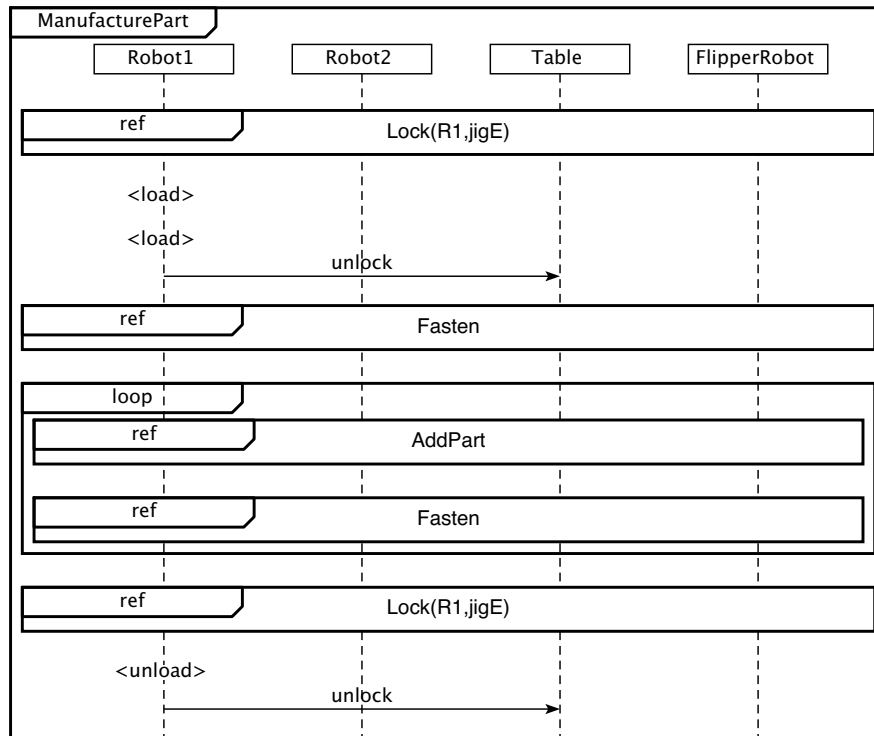 ManufacturePart
Robot1 Robot2 Table FlipperRobot
ref Lock(R1,jigE)
<load>
<load>
unlock
ref Fasten
loop
ref AddPart
ref Fasten
ref Lock(R1,jigE)
<unload>
unlock